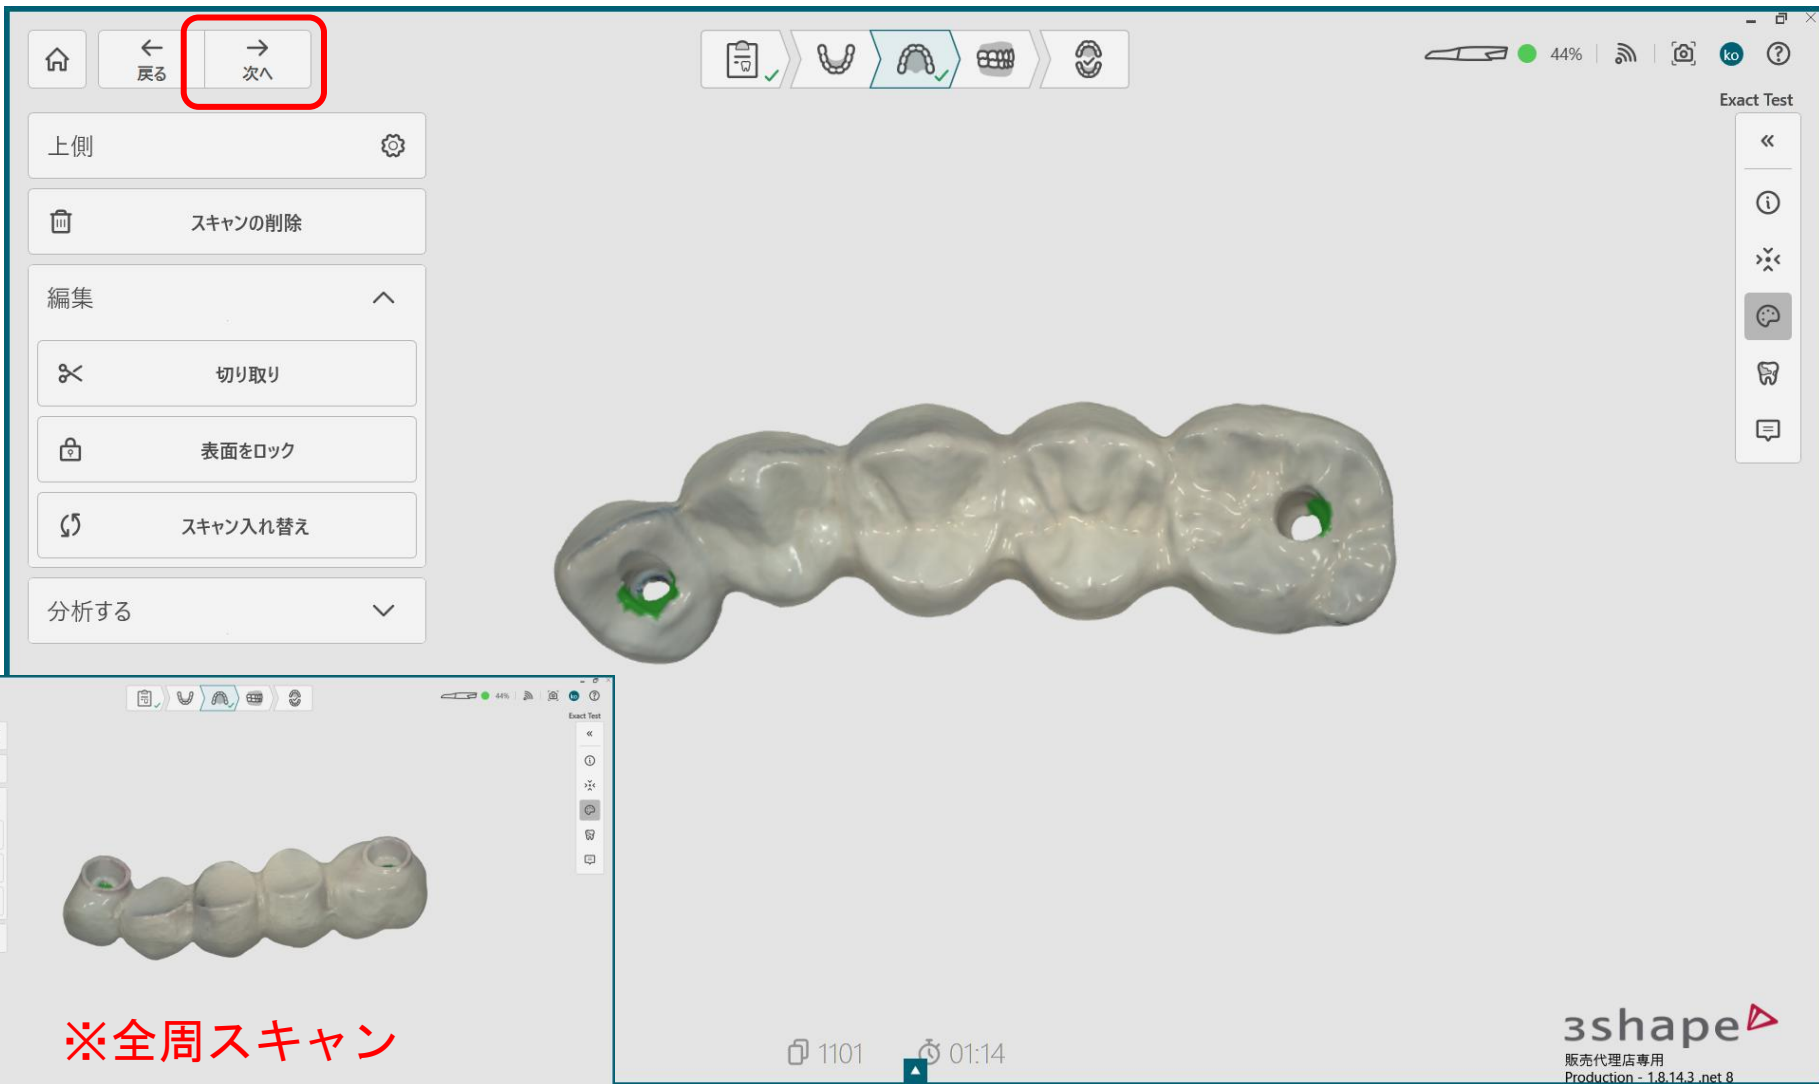 戻る
次へ
44%
ko
Exact Test
上側
スキャンの削除
編集
切り取り
表面をロック
スキャン入れ替え
分析する
44%
ko
Exact Test
※全周スキャン
1101
01:14
3shape
販売代理店専用
Production - 1.8.14.3 .net 8